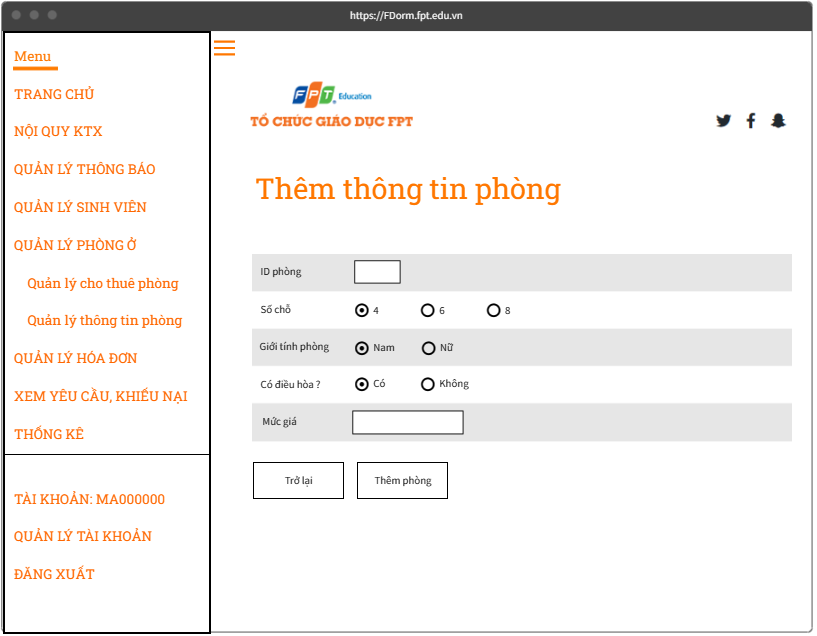 https://FDorm.fpt.edu.vn
Menu
TRANG CHỦ
NỘI QUY KTX
QUẢN LÝ THÔNG BÁO
QUẢN LÝ SINH VIÊN
QUẢN LÝ PHÒNG Ở
Quản lý cho thuê phòng
Quản lý thông tin phòng
QUẢN LÝ HÓA ĐƠN
XEM YÊU CẦU, KHIẾU NẠI
THỐNG KÊ
TÀI KHOẢN: MA000000
QUẢN LÝ TÀI KHOẢN
ĐĂNG XUẤT
FPT Education
TỔ CHỨC GIÁO DỤC FPT
Thêm thông tin phòng
ID phòng
Số chỗ 4 6 8
Giới tính phòng Nam Nữ
Có điều hòa ? Có Không
Mức giá
Trở lại Thêm phòng